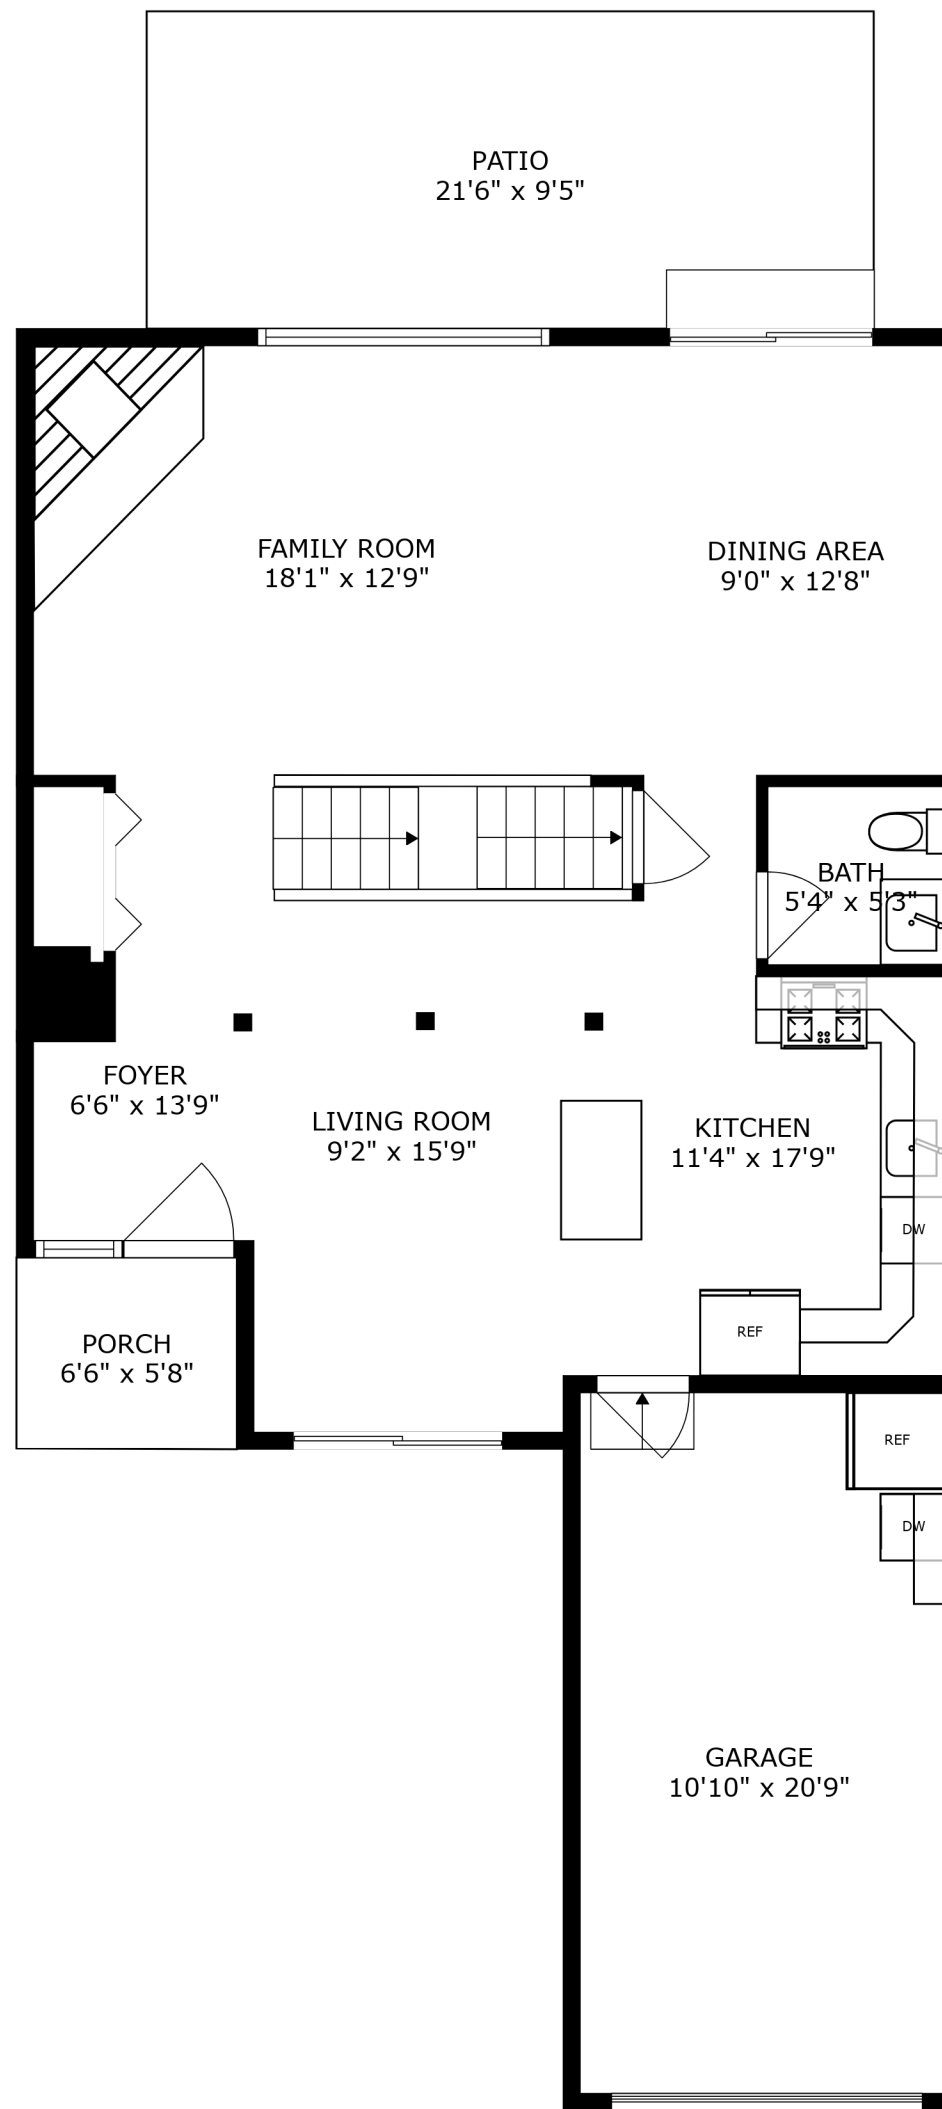 PATIO
21'6" x 9'5"
FAMILY ROOM
18'1" x 12'9"
DINING AREA
9'0" x 12'8"
BATH
5'4" x 5'3"
FOYER
6'6" x 13'9"
LIVING ROOM
9'2" x 15'9"
KITCHEN
11'4" x 17'9"
DW
REF
PORCH
6'6" x 5'8"
REF
DW
GARAGE
10'10" x 20'9"